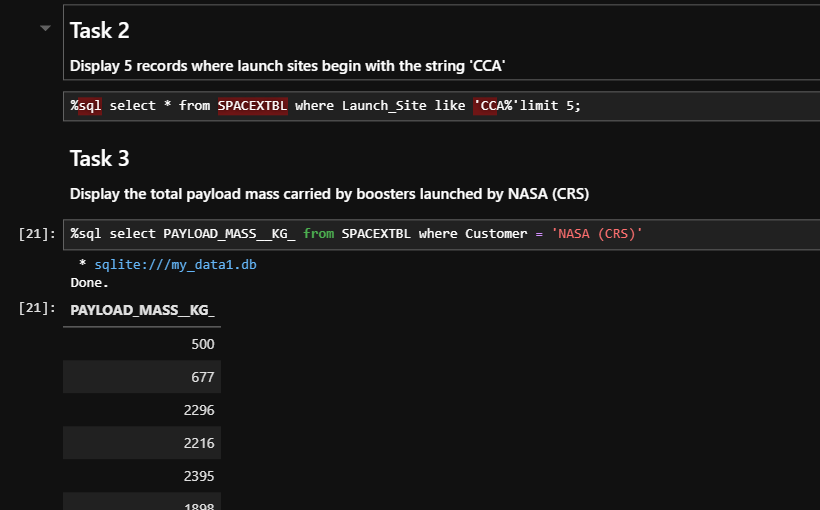 Task 2
Display 5 records where launch sites begin with the string 'CCA'
%sql select * from SPACEXTBL where Launch_Site like 'CCA%'limit 5;
Task 3
Display the total payload mass carried by boosters launched by NASA (CRS)
[21]: %sql select PAYLOAD_MASS__KG_ from SPACEXTBL where Customer = 'NASA (CRS)'
* sqlite:///my_data1.db
Done.
[21]: PAYLOAD_MASS__KG_
500
677
2296
2216
2395
1898